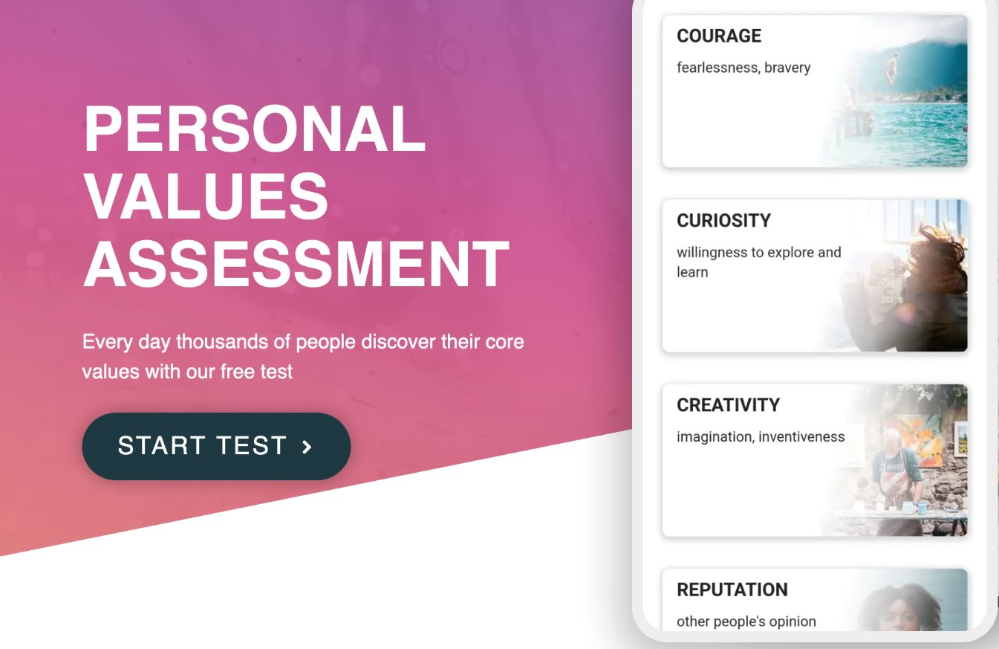 PERSONAL
VALUES
ASSESSMENT
Every day thousands of people discover their core
values with our free test
START TEST
COURAGE
fearlessness, bravery
CURIOSITY
willingness to explore and
learn
CREATIVITY
imagination, inventiveness
REPUTATION
other people's opinion